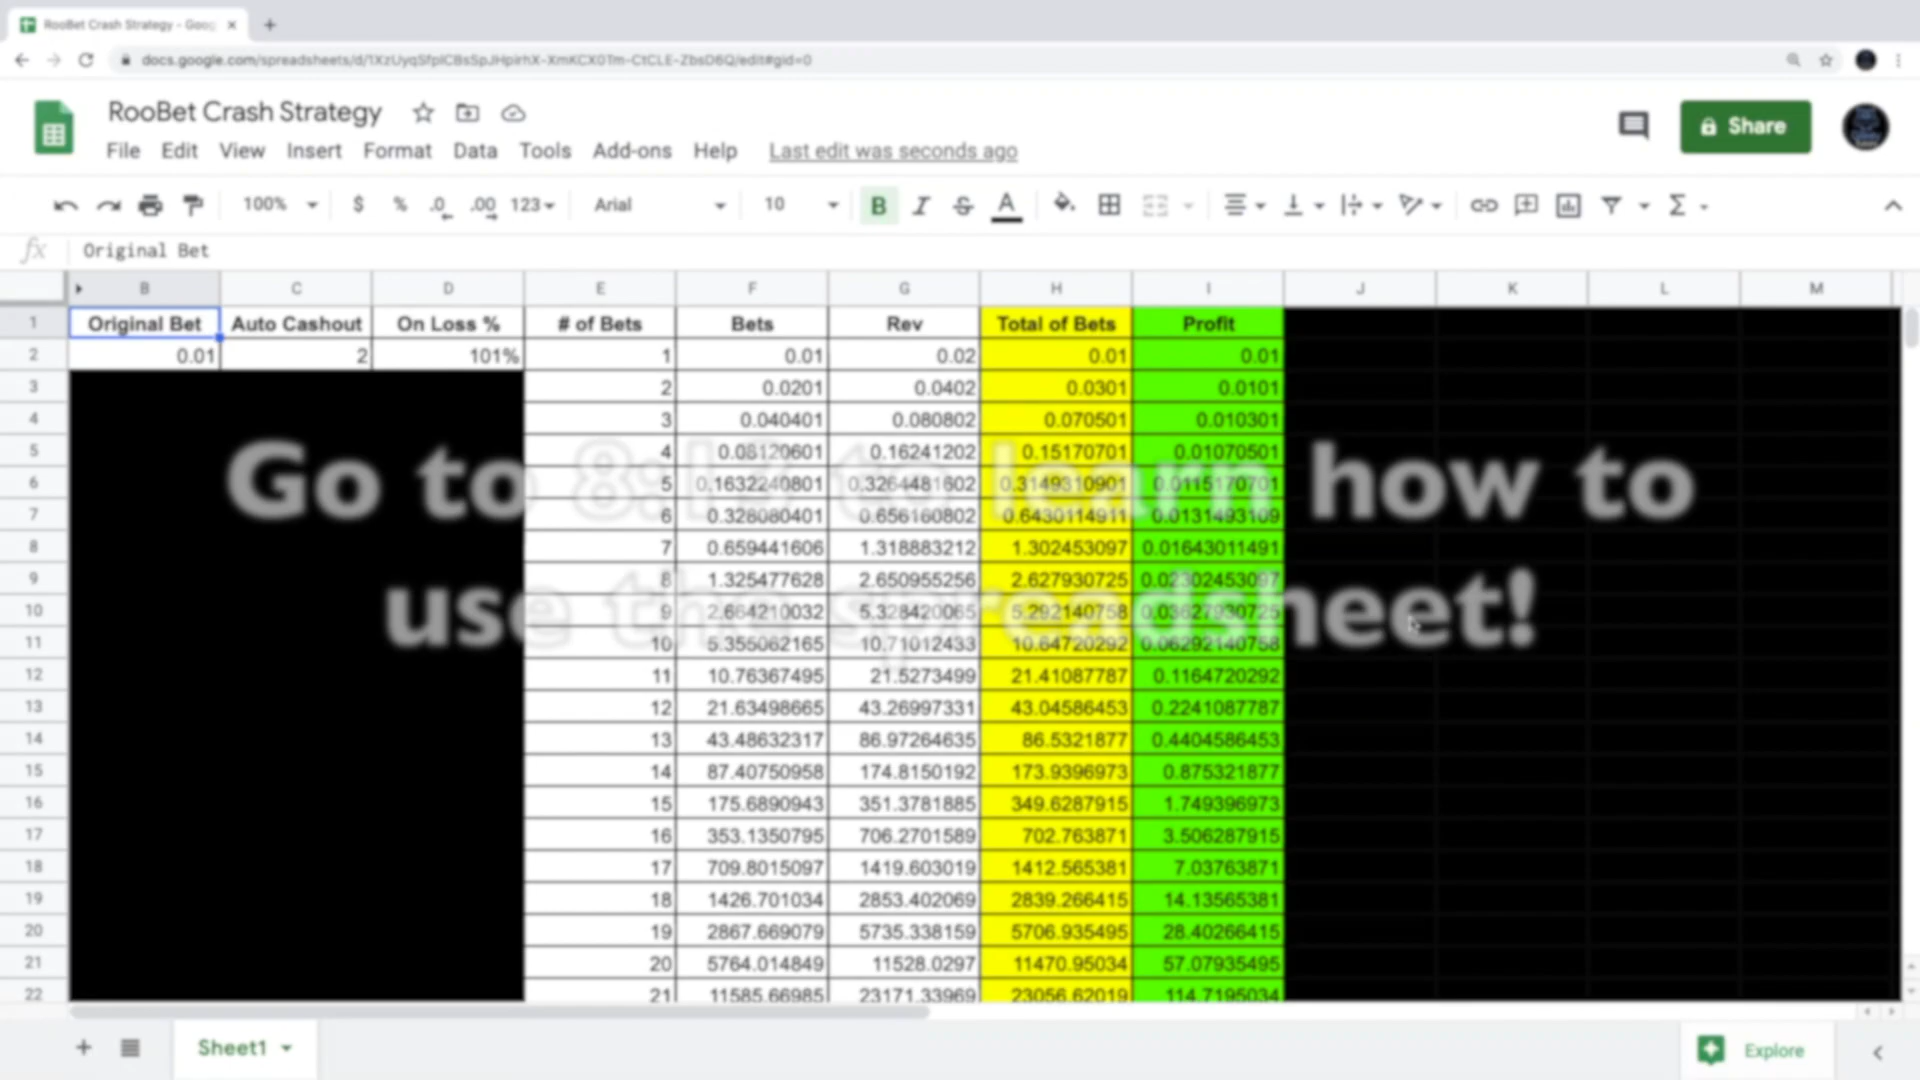 RooBet Crash Strategy - Goog
docs.google.com/spreadsheets/d/1XzUyqSfplCBsSpJHpirhX-XmKCX0Tm-CtCLE-ZbsD6Q/edit#gid=0
RooBet Crash Strategy
Share
File Edit View Insert Format Data Tools Add-ons Help Last edit was seconds ago
100% $ % .0 .00 123 Arial 10 B I S A
fx Original Bet
B C D E F G H I J K L M
1 Original Bet Auto Cashout On Loss % # of Bets Bets Rev Total of Bets Profit
2 0.01 2 101% 1 0.01 0.02 0.01 0.01
3 2 0.0201 0.0402 0.0301 0.0101
4 3 0.040401 0.080802 0.070501 0.010301
5 4 0.08120601 0.16241202 0.15170701 0.01070501
Go to 8:12 to learn how to
6 5 0.1632240801 0.3264481602 0.3149310901 0.0115170701
7 6 0.328080401 0.656160802 0.6430114911 0.0131493109
8 7 0.659441606 1.318883212 1.302453097 0.01643011491
9 8 1.325477628 2.650955256 2.627930725 0.02302453097
use the spreadsheet!
10 9 2.664210032 5.328420065 5.292140758 0.03627930725
11 10 5.355062165 10.71012433 10.64720292 0.06292140758
12 11 10.76367495 21.5273499 21.41087787 0.1164720292
13 12 21.63498665 43.26997331 43.04586453 0.2241087787
14 13 43.48632317 86.97264635 86.5321877 0.4404586453
15 14 87.40750958 174.8150192 173.9396973 0.875321877
16 15 175.6890943 351.3781885 349.6287915 1.749396973
17 16 353.1350795 706.2701589 702.763871 3.506287915
18 17 709.8015097 1419.603019 1412.565381 7.03763871
19 18 1426.701034 2853.402069 2839.266415 14.13565381
20 19 2867.669079 5735.338159 5706.935495 28.40266415
21 20 5764.014849 11528.0297 11470.95034 57.07935495
22 21 11585.66985 23171.33969 23056.62019 114.7195034
Sheet1
Explore